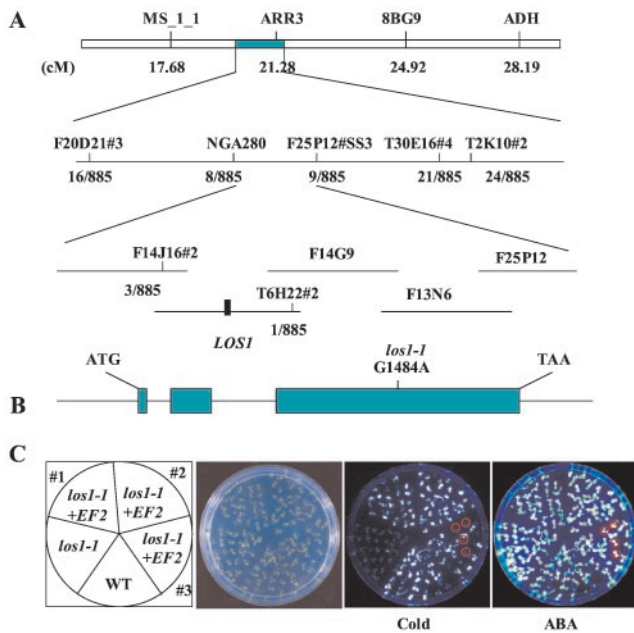 A
MS_1_1 ARR3 8BG9 ADH
(cM) 17.68 21.28 24.92 28.19
F20D21#3 NGA280 F25P12#SS3 T30E16#4 T2K10#2
16/885 8/885 9/885 21/885 24/885
F14J16#2 F14G9 F25P12
3/885 T6H22#2 F13N6
LOS1 1/885
los1-1
ATG G1484A TAA
B
C
#1 #2
los1-1 los1-1
+EF2 +EF2
los1-1 los1-1
+EF2
WT #3
Cold ABA